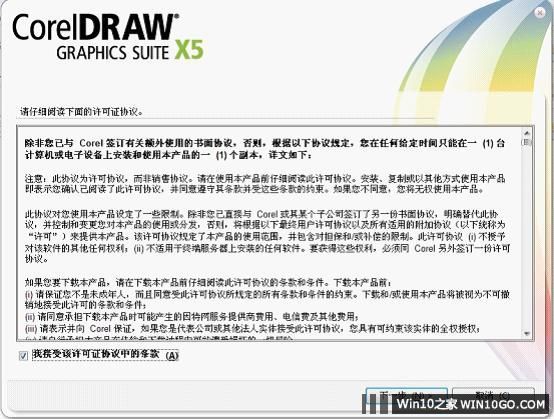 CorelDRAW®
GRAPHICS SUITE X5
请仔细阅读下面的许可证协议。
除非您已与 Corel 签订有关额外使用的书面协议，否则，根据以下协议规定，您在任何给定时间只能在一 (1) 台
计算机或电子设备上安装和使用本产品的一 (1) 个副本，详文如下：
注意：此协议为许可协议，而非销售协议。请在使用本产品前仔细阅读此许可协议。安装、复制或以其他方式使用本产品
即表示您确认已阅读了此许可协议，并同意遵守其条款并受这些条款的约束。如果您不同意，您将无权使用本产品。
此协议对您使用本产品设定了一些限制。除非您已直接与 Corel 或其某个子公司签订了另一份书面协议，明确替代此协
议，并控制和变更您对本产品的使用或分发，否则，将根据以下最终用户许可协议以及所有适用的附加协议（以下统称为
“许可”）来提供本产品。该许可协议规定了本产品的使用范围，并包含对担保和/或补偿的限制。此许可协议 (i) 不授予
对该软件的其他任何权利；(ii) 不适用于终端服务器上安装的任何软件。要获得这些权利，必须同 Corel 另外签订一份许可
协议。
如果您要下载本产品，请在下载本产品前仔细阅读此许可协议的条款和条件。下载本产品前：
(i) 请保证您不是未成年人，而且同意受此许可协议所规定的所有条款和条件的约束。下载和/或使用本产品将被视为不可撤
销地接受此许可的条款和条件；
(ii) 请同意承担下载本产品时可能产生的因特网服务提供商费用、电信费及其他费用；
(iii) 请表示并向 Corel 保证，如果您是代表公司或其他法人实体接受此许可协议，您具有可约束该实体的全权授权；
我接受该许可证协议中的条款 (A)
下一步 (N) >
取消 (C)
Win10之家 WIN10GO.COM